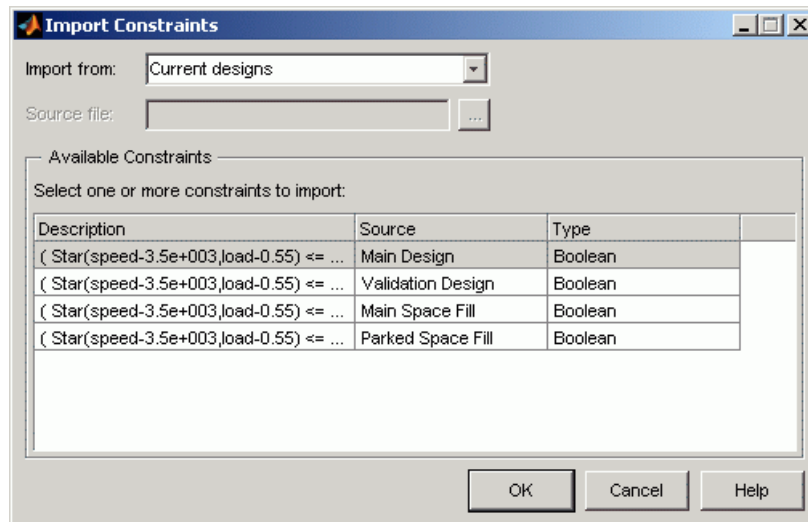 Import Constraints
Import from: Current designs
Source file: ...
Available Constraints
Select one or more constraints to import:
Description Source Type
( Star(speed-3.5e+003,load-0.55) <= ... Main Design Boolean
( Star(speed-3.5e+003,load-0.55) <= ... Validation Design Boolean
( Star(speed-3.5e+003,load-0.55) <= ... Main Space Fill Boolean
( Star(speed-3.5e+003,load-0.55) <= ... Parked Space Fill Boolean
OK Cancel Help